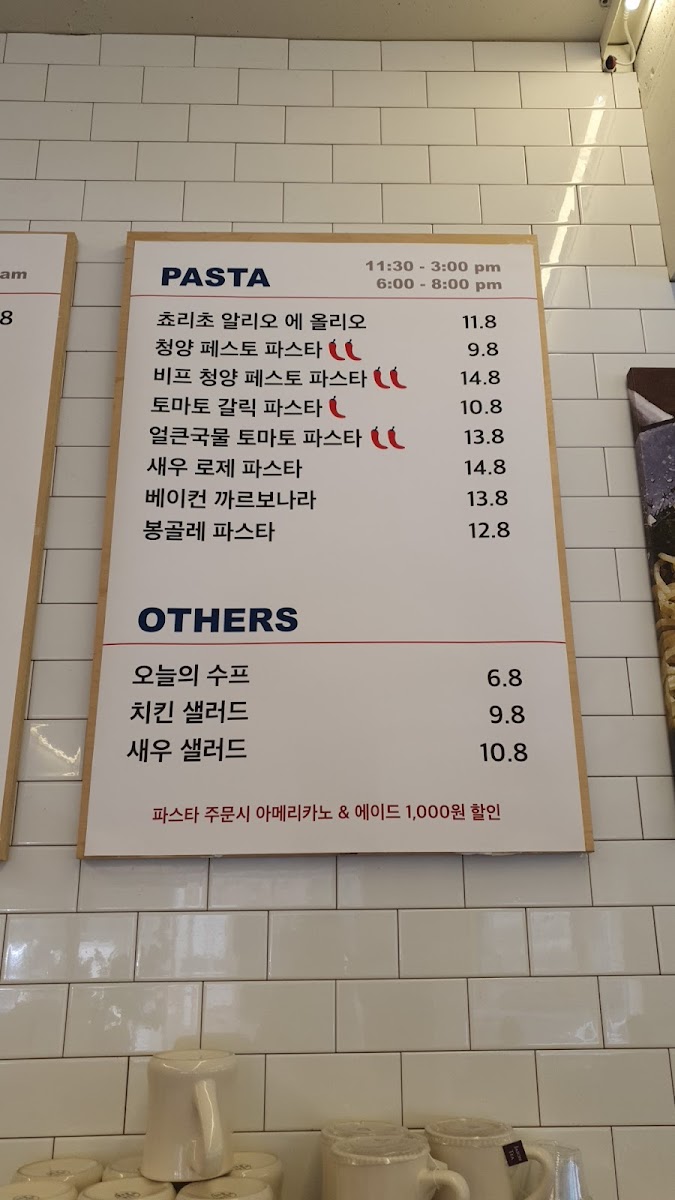 am
8
PASTA
11:30 - 3:00 pm
6:00 - 8:00 pm
쵸리초 알리오 에 올리오 11.8
청양 페스토 파스타 9.8
비프 청양 페스토 파스타 14.8
토마토 갈릭 파스타 10.8
얼큰국물 토마토 파스타 13.8
새우 로제 파스타 14.8
베이컨 까르보나라 13.8
봉골레 파스타 12.8
OTHERS
오늘의 수프 6.8
치킨 샐러드 9.8
새우 샐러드 10.8
파스타 주문시 아메리카노 & 에이드 1,000원 할인